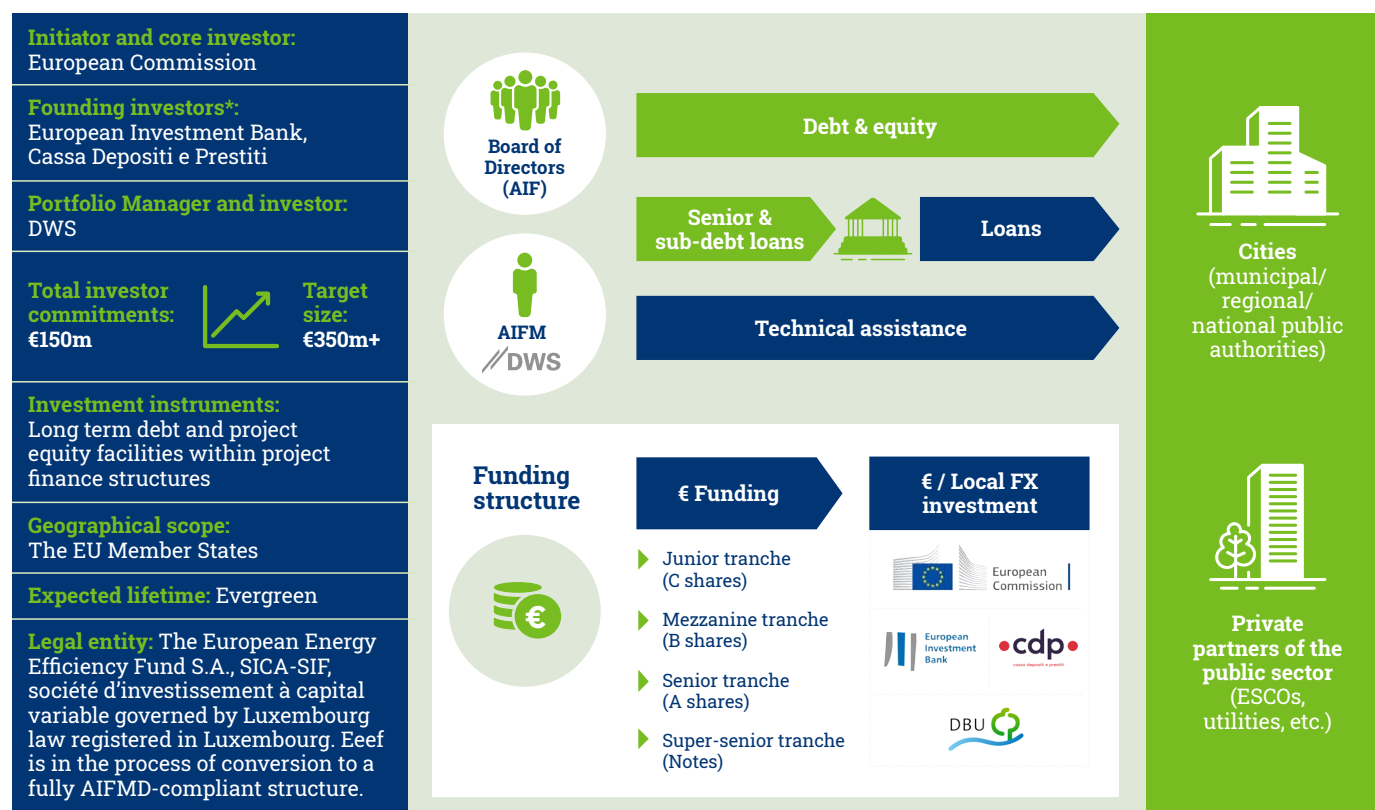 Initiator and core investor:
European Commission
Founding investors*:
European Investment Bank,
Cassa Depositi e Prestiti
Portfolio Manager and investor:
DWS
Total investor
commitments:
€150m
Target
size:
€350m+
Investment instruments:
Long term debt and project
equity facilities within project
finance structures
Geographical scope:
The EU Member States
Expected lifetime: Evergreen
Legal entity: The European Energy
Efficiency Fund S.A., SICA-SIF,
société d'investissement à capital
variable governed by Luxembourg
law registered in Luxembourg. Eeef
is in the process of conversion to a
fully AIFMD-compliant structure.
Board of
Directors
(AIF)
AIFM
DWS
Debt & equity
Senior &
sub-debt loans
Loans
Technical assistance
Funding
structure
€
€ Funding
Junior tranche
(C shares)
Mezzanine tranche
(B shares)
Senior tranche
(A shares)
Super-senior tranche
(Notes)
€ / Local FX
investment
European
Commission
European
Investment
Bank
cdp
cassa depositi e prestiti
DBU
Cities
(municipal/
regional/
national public
authorities)
Private
partners of the
public sector
(ESCOs,
utilities, etc.)